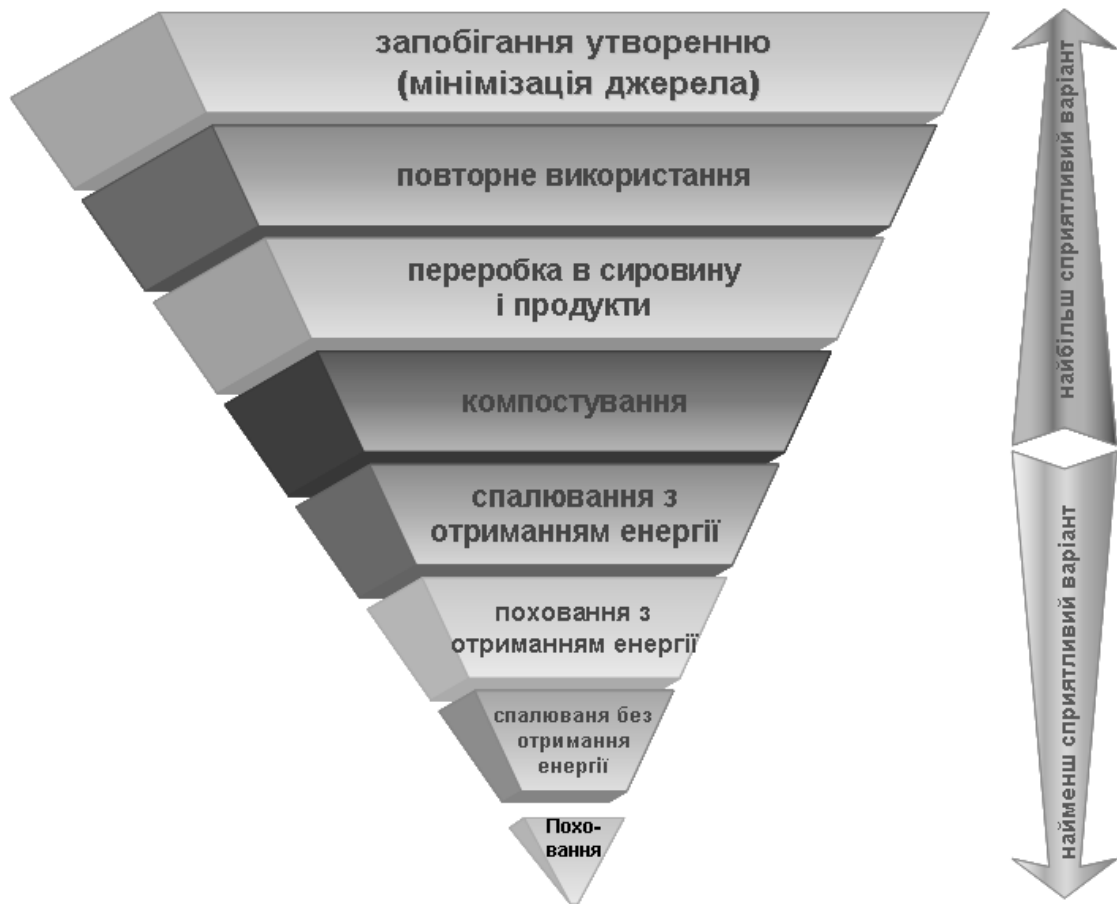 запобігання утворенню
(мінімізація джерела)
повторне використання
переробка в сировину
і продукти
компостування
спалювання з
отриманням енергії
поховання з
отриманням енергії
спалюваня без
отримання
енергії
Похо-
вання
найбільш сприятливий варіант
найменш сприятливий варіант